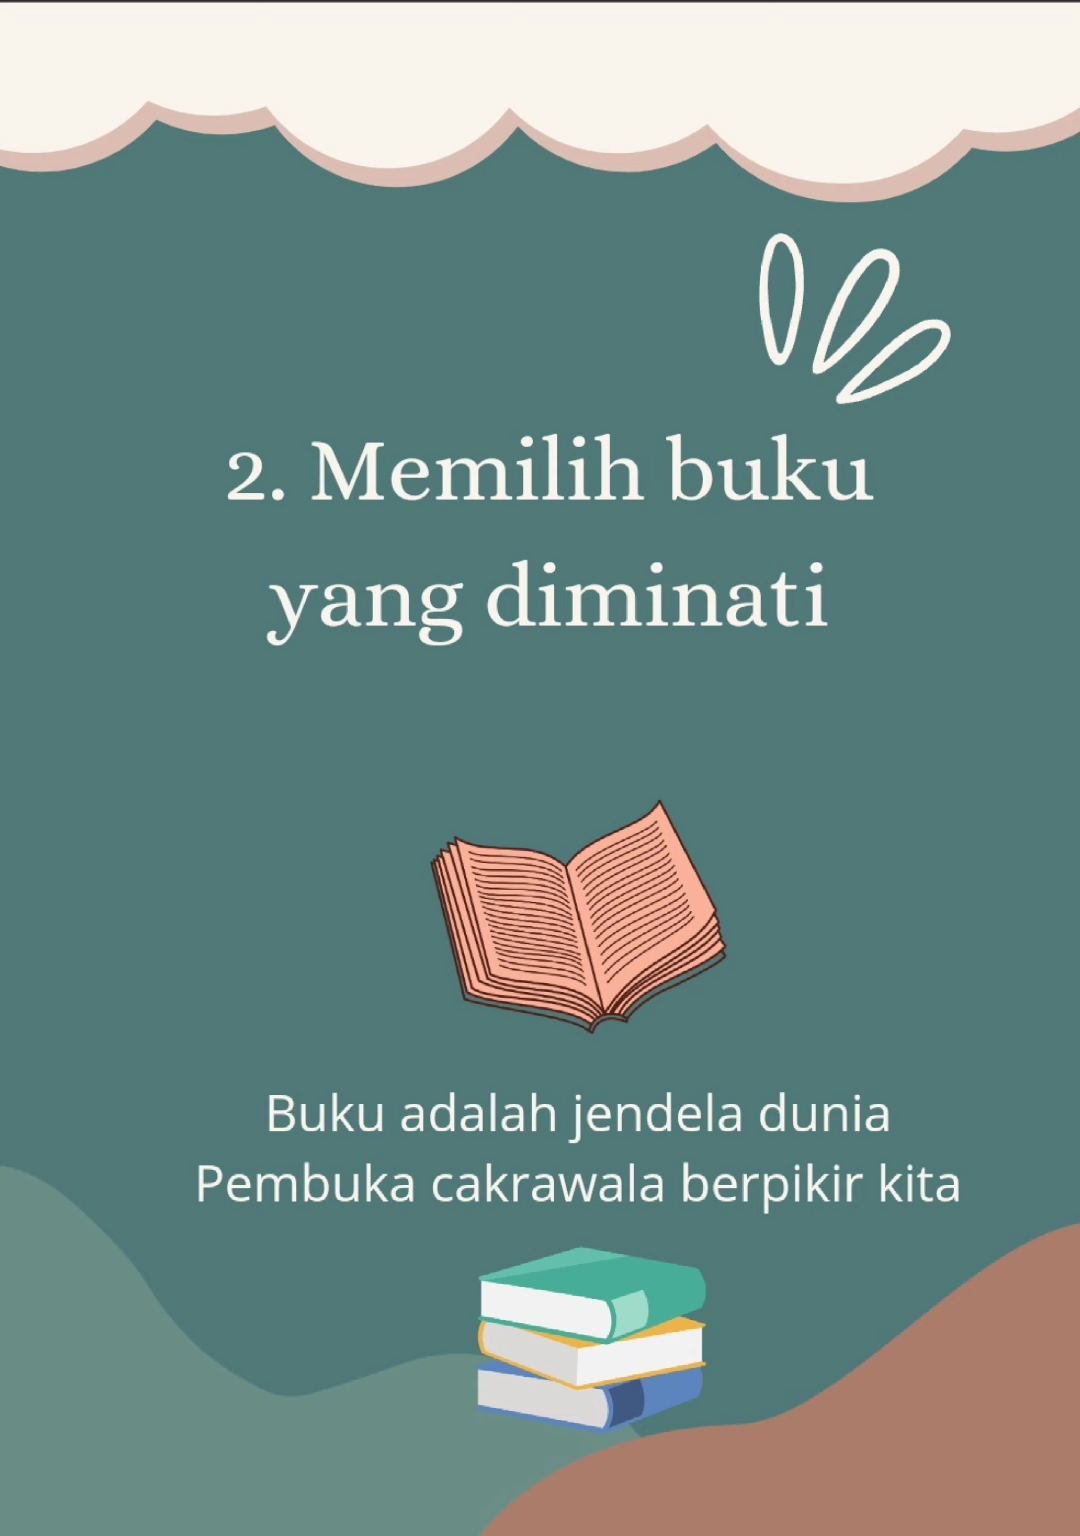 2. Memilih buku
yang diminati
Buku adalah jendela dunia
Pembuka cakrawala berpikir kita